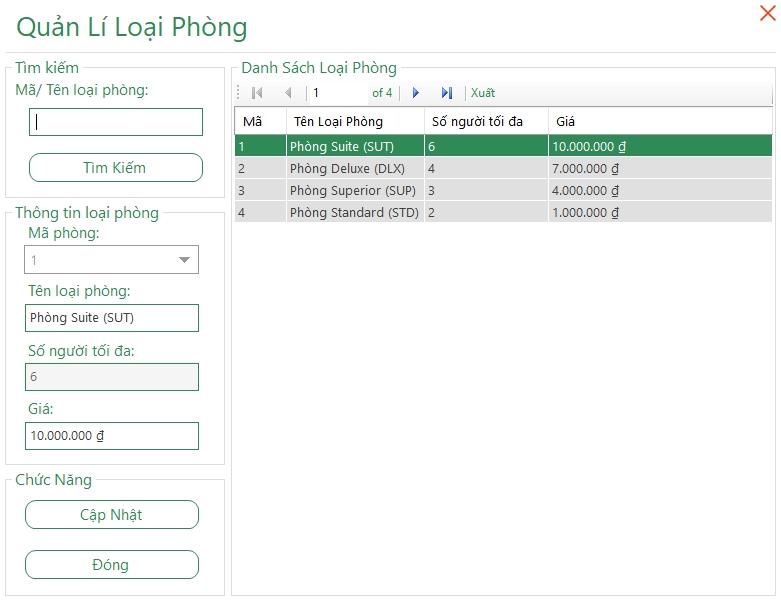 Quản Lí Loại Phòng
Tìm kiếm
Mã/ Tên loại phòng:
Tìm Kiếm
Thông tin loại phòng
Mã phòng:
1
Tên loại phòng:
Phòng Suite (SUT)
Số người tối đa:
6
Giá:
10.000.000 ₫
Chức Năng
Cập Nhật
Đóng
Danh Sách Loại Phòng
1 of 4 Xuất
Mã Tên Loại Phòng Số người tối đa Giá
1 Phòng Suite (SUT) 6 10.000.000 ₫
2 Phòng Deluxe (DLX) 4 7.000.000 ₫
3 Phòng Superior (SUP) 3 4.000.000 ₫
4 Phòng Standard (STD) 2 1.000.000 ₫